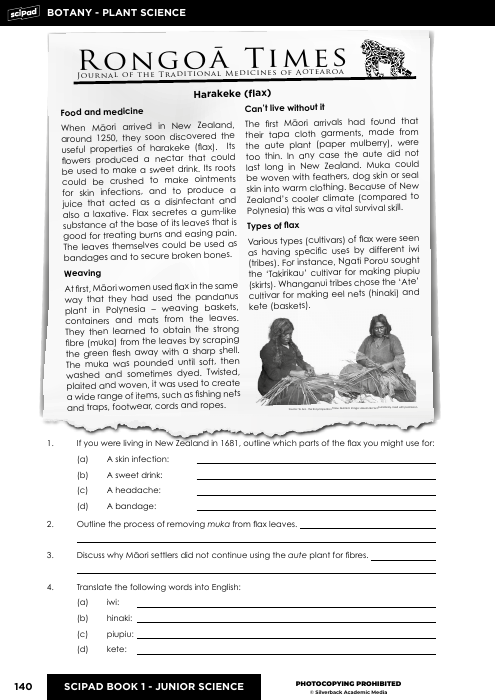 scipad BOTANY - PLANT SCIENCE
RONGOĀ TIMES
JOURNAL OF THE TRADITIONAL MEDICINES OF AOTEAROA
Harakeke (flax)
Food and medicine
When Māori arrived in New Zealand,
around 1250, they soon discovered the
useful properties of harakeke (flax). Its
flowers produced a nectar that could
be used to make a sweet drink. Its roots
could be crushed to make ointments
for skin infections, and to produce a
juice that acted as a disinfectant and
also a laxative. Flax secretes a gum-like
substance at the base of its leaves that is
good for treating burns and easing pain.
The leaves themselves could be used as
bandages and to secure broken bones.
Weaving
At first, Māori women used flax in the same
way that they had used the pandanus
plant in Polynesia – weaving baskets,
containers and mats from the leaves.
They then learned to obtain the strong
fibre (muka) from the leaves by scraping
the green flesh away with a sharp shell.
The muka was pounded until soft, then
washed and sometimes dyed. Twisted,
plaited and woven, it was used to create
a wide range of items, such as fishing nets
and traps, footwear, cords and ropes.
Can't live without it
The first Māori arrivals had found that
their tapa cloth garments, made from
the aute plant (paper mulberry), were
too thin. In any case the aute did not
last long in New Zealand. Muka could
be woven with feathers, dog skin or seal
skin into warm clothing. Because of New
Zealand's cooler climate (compared to
Polynesia) this was a vital survival skill.
Types of flax
Various types (cultivars) of flax were seen
as having specific uses by different iwi
(tribes). For instance, Ngati Porou sought
the 'Takirikau' cultivar for making piupiu
(skirts). Whanganui tribes chose the 'Ate'
cultivar for making eel nets (hinaki) and
kete (baskets).
1. If you were living in New Zealand in 1681, outline which parts of the flax you might use for:
(a) A skin infection:
(b) A sweet drink:
(c) A headache:
(d) A bandage:
2. Outline the process of removing muka from flax leaves.
3. Discuss why Māori settlers did not continue using the aute plant for fibres.
4. Translate the following words into English:
(a) iwi:
(b) hinaki:
(c) piupiu:
(d) kete:
140 SCIPAD BOOK 1 - JUNIOR SCIENCE
PHOTOCOPYING PROHIBITED
© Silverback Academic Media